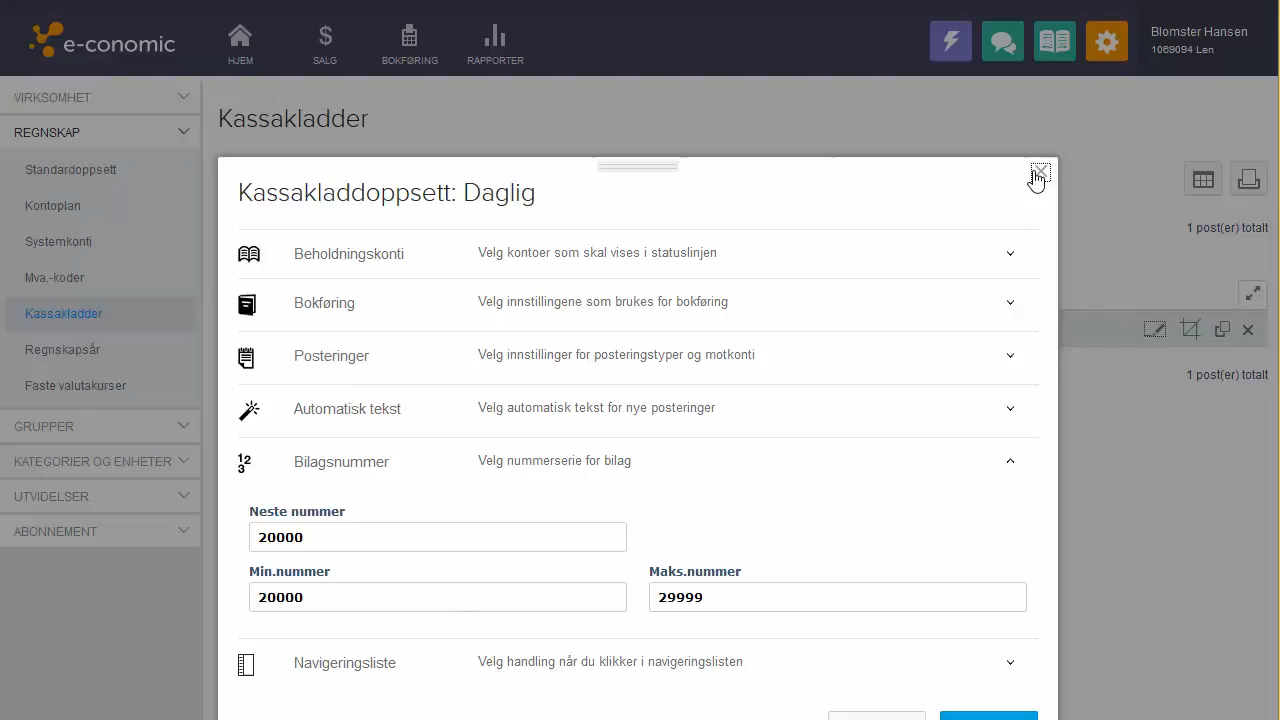 e-conomic
HJEM
SALG
BOKFØRING
RAPPORTER
Blomster Hansen
1069094 Len
VIRKSOMHET
REGNSKAP
Standardoppsett
Kontoplan
Systemkonti
Mva.-koder
Kassakladder
Regnskapsår
Faste valutakurser
GRUPPER
KATEGORIER OG ENHETER
UTVIDELSER
ABONNEMENT
Kassakladder
1 post(er) totalt
1 post(er) totalt
Kassakladdoppsett: Daglig
Beholdningskonti Velg kontoer som skal vises i statuslinjen
Bokføring Velg innstillingene som brukes for bokføring
Posteringer Velg innstillinger for posteringstyper og motkonti
Automatisk tekst Velg automatisk tekst for nye posteringer
Bilagsnummer Velg nummerserie for bilag
Neste nummer
20000
Min.nummer Maks.nummer
20000 29999
Navigeringsliste Velg handling når du klikker i navigeringslisten